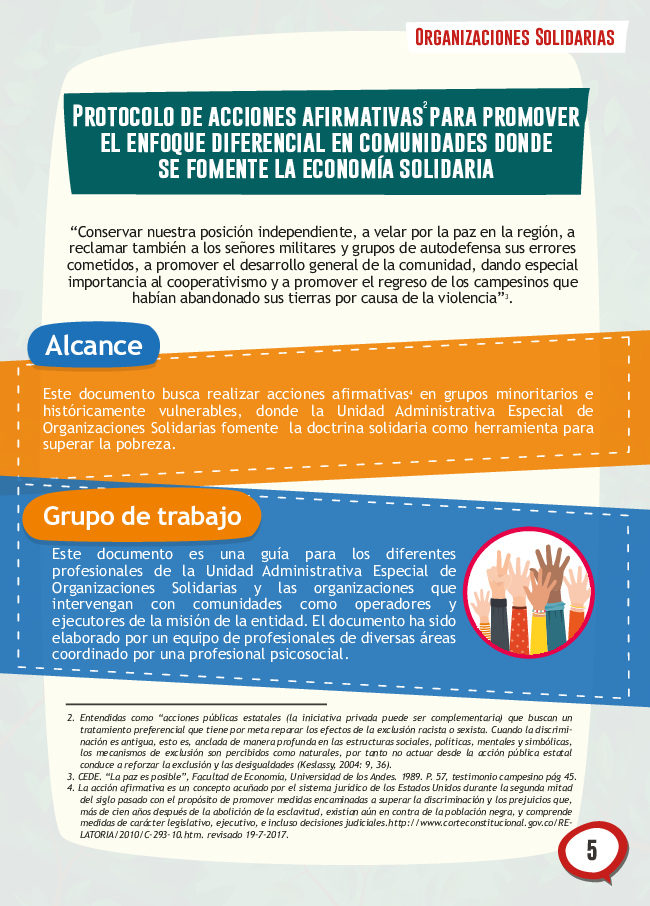 Organizaciones Solidarias
Protocolo de acciones afirmativas² para promover
el enfoque diferencial en comunidades donde
se fomente la economía solidaria
“Conservar nuestra posición independiente, a velar por la paz en la región, a
reclamar también a los señores militares y grupos de autodefensa sus errores
cometidos, a promover el desarrollo general de la comunidad, dando especial
importancia al cooperativismo y a promover el regreso de los campesinos que
habían abandonado sus tierras por causa de la violencia”³.
Alcance
Este documento busca realizar acciones afirmativas⁴ en grupos minoritarios e
históricamente vulnerables, donde la Unidad Administrativa Especial de
Organizaciones Solidarias fomente la doctrina solidaria como herramienta para
superar la pobreza.
Grupo de trabajo
Este documento es una guía para los diferentes
profesionales de la Unidad Administrativa Especial de
Organizaciones Solidarias y las organizaciones que
intervengan con comunidades como operadores y
ejecutores de la misión de la entidad. El documento ha sido
elaborado por un equipo de profesionales de diversas áreas
coordinado por una profesional psicosocial.
2. Entendidas como “acciones públicas estatales (la iniciativa privada puede ser complementaria) que buscan un
tratamiento preferencial que tiene por meta reparar los efectos de la exclusión racista o sexista. Cuando la discrimi-
nación es antigua, esto es, anclada de manera profunda en las estructuras sociales, políticas, mentales y simbólicas,
los mecanismos de exclusión son percibidos como naturales, por tanto no actuar desde la acción pública estatal
conduce a reforzar la exclusión y las desigualdades (Keslassy, 2004: 9, 36).
3. CEDE. “La paz es posible”, Facultad de Economía, Universidad de los Andes. 1989. P. 57, testimonio campesino pág 45.
4. La acción afirmativa es un concepto acuñado por el sistema jurídico de los Estados Unidos durante la segunda mitad
del siglo pasado con el propósito de promover medidas encaminadas a superar la discriminación y los prejuicios que,
más de cien años después de la abolición de la esclavitud, existían aún en contra de la población negra, y comprende
medidas de carácter legislativo, ejecutivo, e incluso decisiones judiciales.http://www.corteconstitucional.gov.co/RE-
LATORIA/2010/C-293-10.htm. revisado 19-7-2017.
5